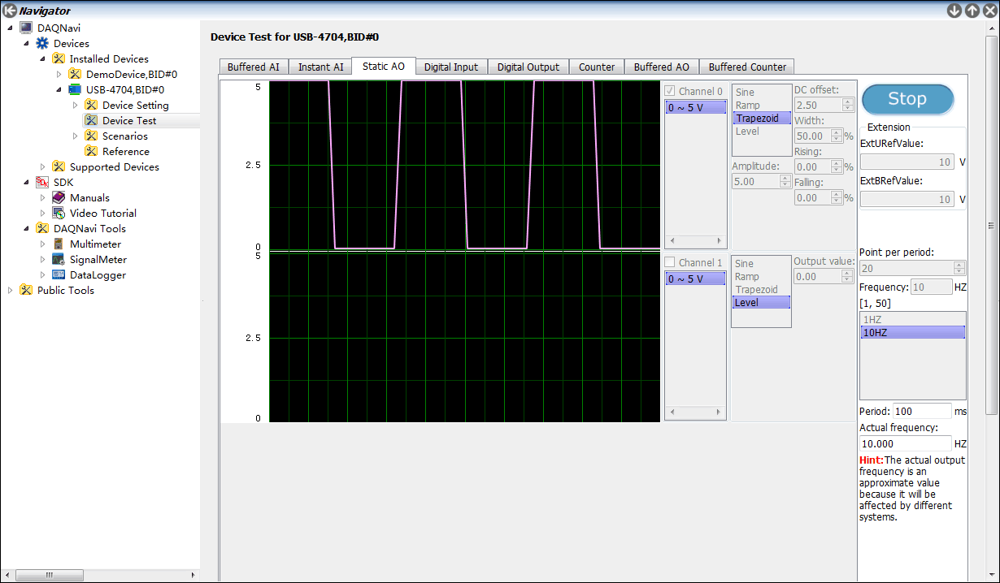 Navigator
DAQNavi
Devices
Installed Devices
DemoDevice,BID#0
USB-4704,BID#0
Device Setting
Device Test
Scenarios
Reference
Supported Devices
SDK
Manuals
Video Tutorial
DAQNavi Tools
Multimeter
SignalMeter
DataLogger
Public Tools
Device Test for USB-4704,BID#0
Buffered AI
Instant AI
Static AO
Digital Input
Digital Output
Counter
Buffered AO
Buffered Counter
5
2.5
0
5
2.5
0
Channel 0
0 ~ 5 V
Sine
Ramp
Trapezoid
Level
Amplitude:
5.00
DC offset:
2.50
Width:
50.00 %
Rising:
0.00 %
Falling:
0.00 %
Channel 1
0 ~ 5 V
Sine
Ramp
Trapezoid
Level
Output value:
0.00
Stop
Extension
ExtURefValue:
10 V
ExtBRefValue:
10 V
Point per period:
20
Frequency: 10 HZ
[1, 50]
1HZ
10HZ
Period: 100 ms
Actual frequency:
10.000 HZ
Hint:The actual output
frequency is an
approximate value
because it will be
affected by different
systems.